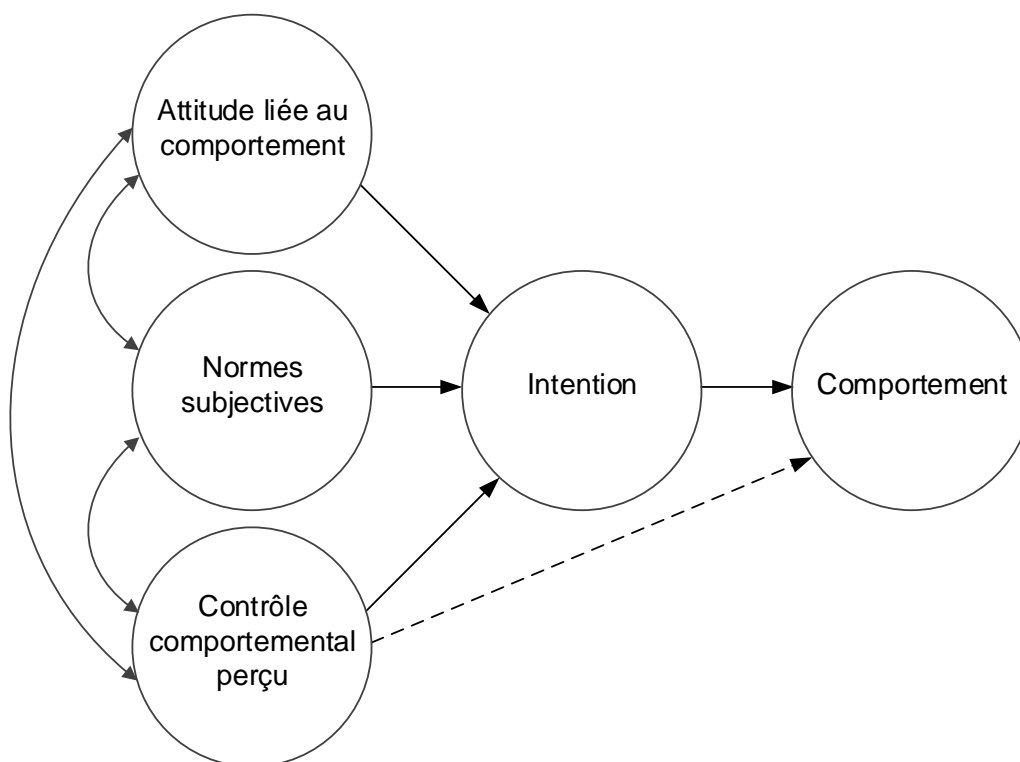 Attitude liée au
comportement
Normes
subjectives
Intention
Comportement
Contrôle
comportemental
perçu